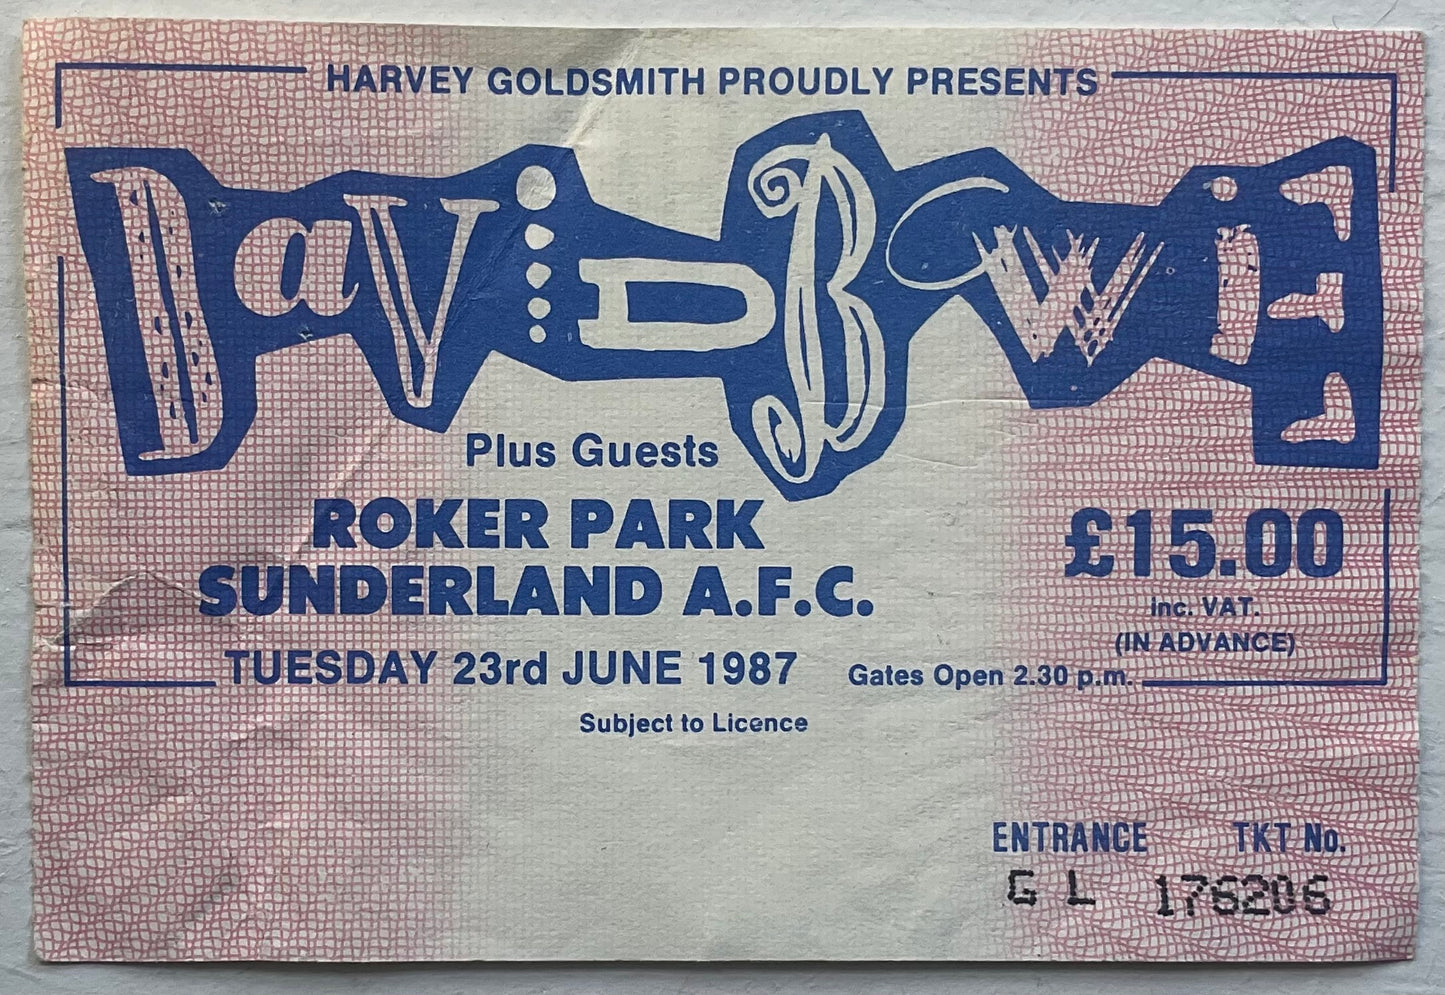 HARVEY GOLDSMITH PROUDLY PRESENTS
DaViD BOWiE
Plus Guests
ROKER PARK
SUNDERLAND A.F.C.
TUESDAY 23rd JUNE 1987
£15.00
inc. VAT.
(IN ADVANCE)
Gates Open 2.30 p.m.
Subject to Licence
ENTRANCE TKT No.
GL 176206